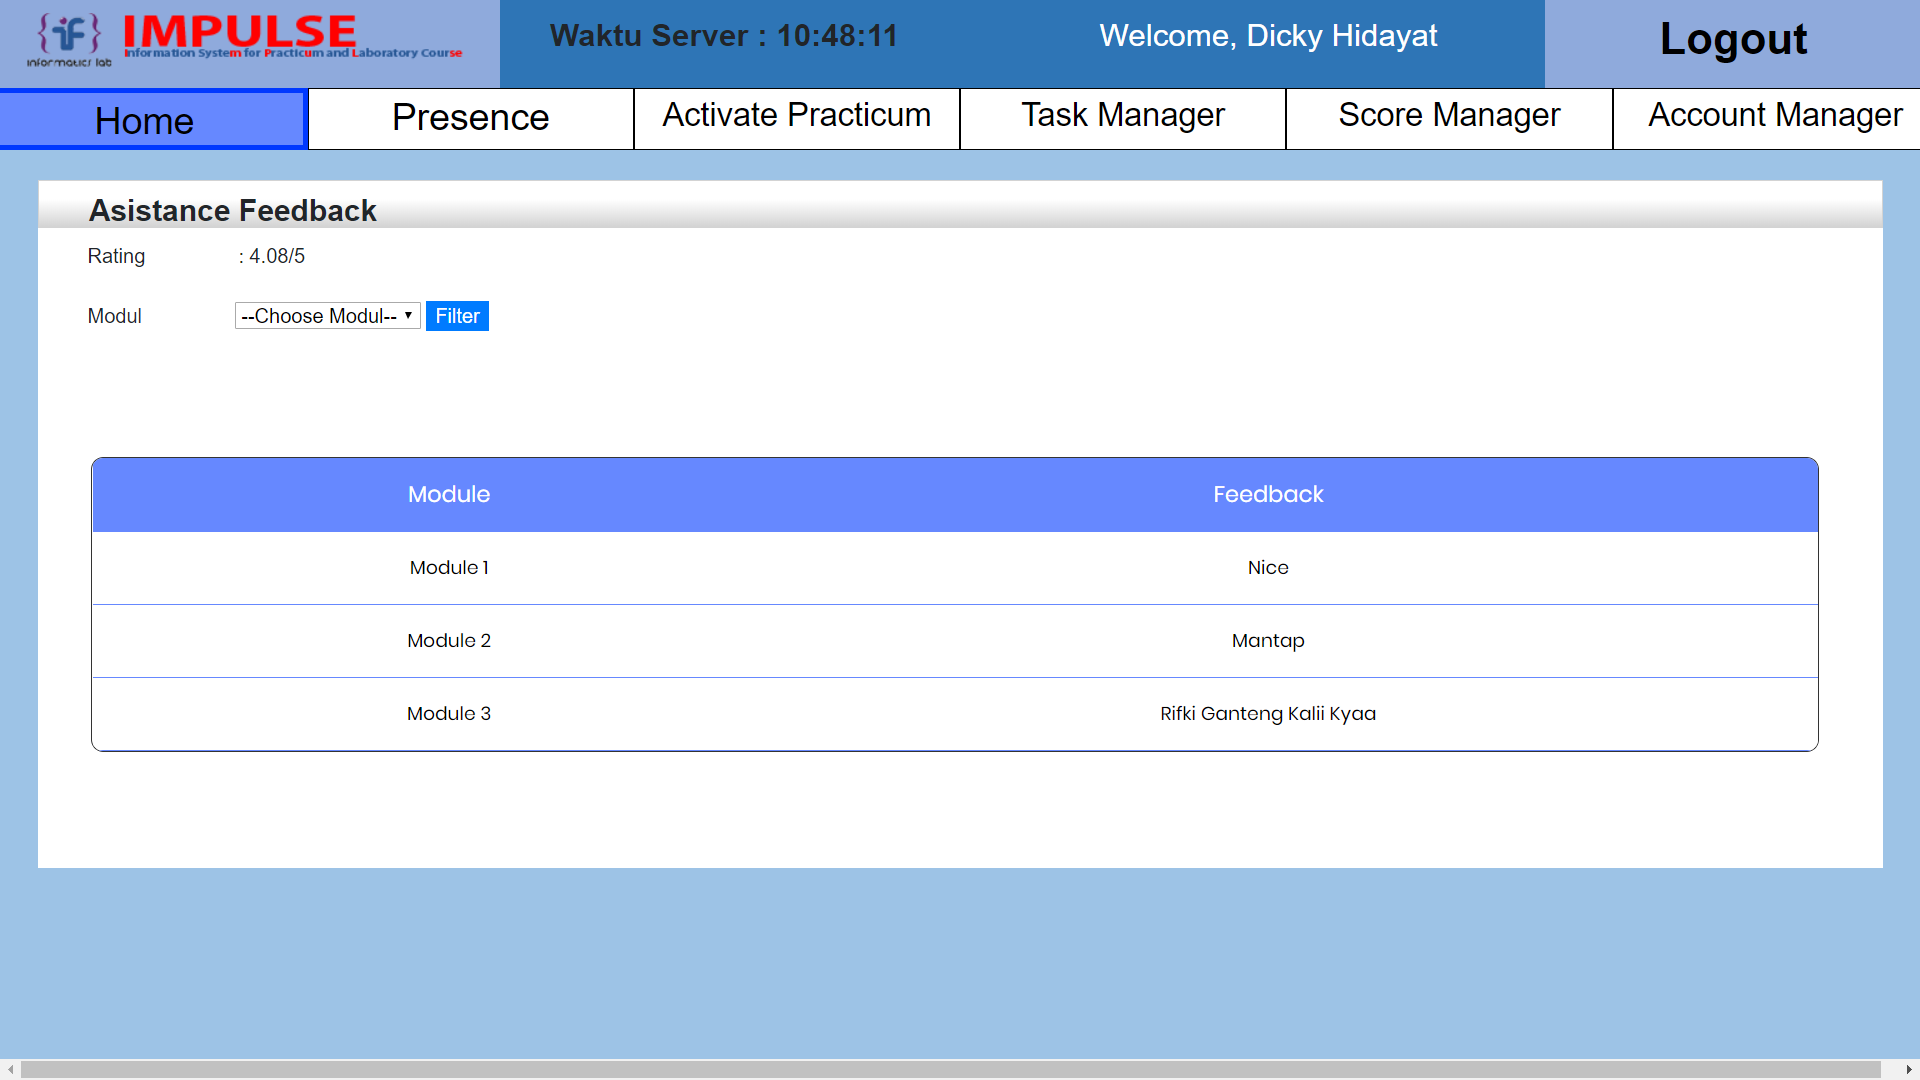 informatics lab
IMPULSE
Information System for Practicum and Laboratory Course
Waktu Server : 10:48:11
Welcome, Dicky Hidayat
Logout
Home
Presence
Activate Practicum
Task Manager
Score Manager
Account Manager
Asistance Feedback
Rating : 4.08/5
Modul --Choose Modul-- Filter
Module Feedback
Module 1 Nice
Module 2 Mantap
Module 3 Rifki Ganteng Kalii Kyaa